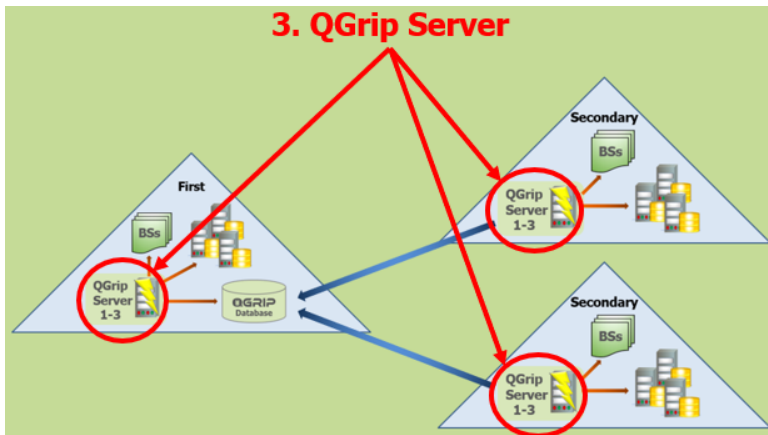 3. QGrip Server
First
BSs
QGrip
Server
1-3
QGRIP
Database
Secondary
BSs
QGrip
Server
1-3
Secondary
BSs
QGrip
Server
1-3